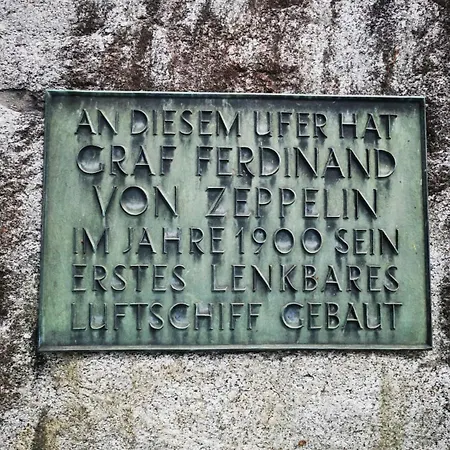 AN DIESEM UFER HAT
GRAF FERDINAND
VON ZEPPELIN
IM JAHRE 1900 SEIN
ERSTES LENKBARES
LUFTSCHIFF GEBAUT